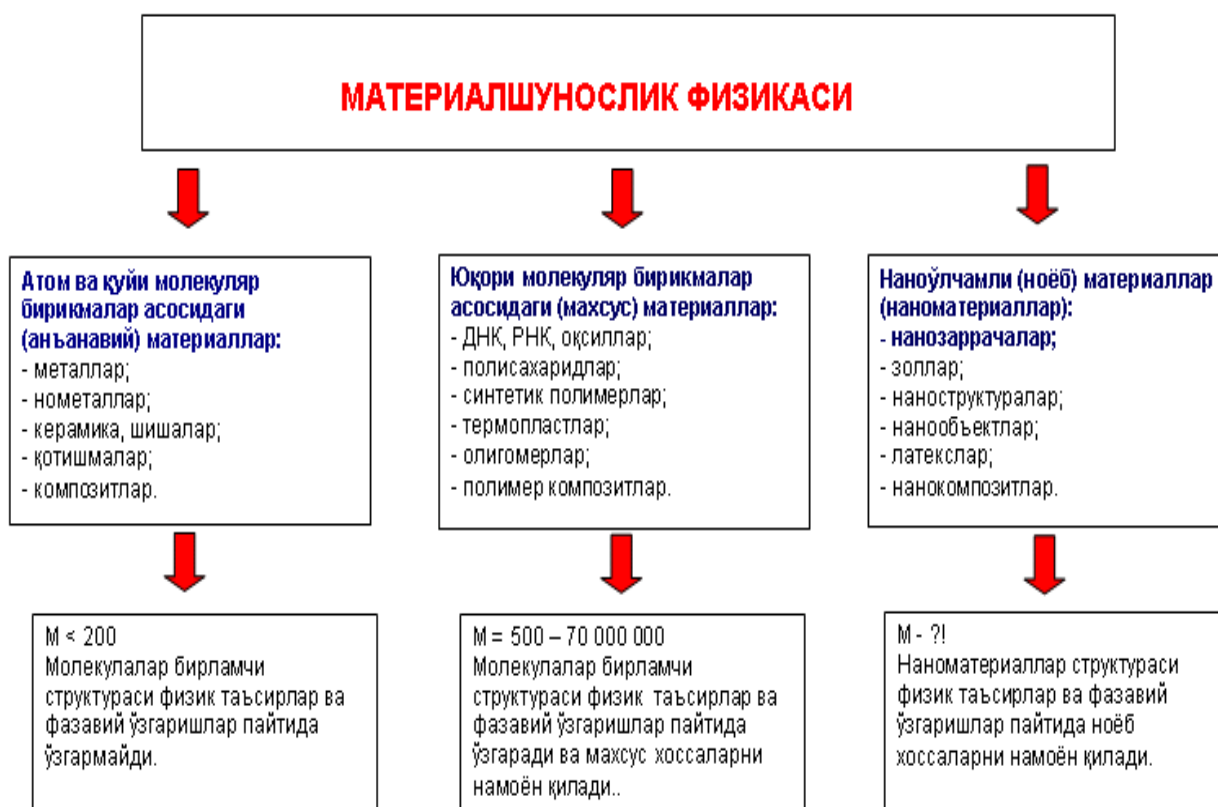 МАТЕРИАЛШУНОСЛИК ФИЗИКАСИ
Атом ва қуйи молекуляр
бирикмалар асосидаги
(анъанавий) материаллар:
- металлар;
- нометаллар;
- керамика, шишалар;
- қотишмалар;
- композитлар.
Юқори молекуляр бирикмалар
асосидаги (махсус) материаллар:
- ДНК, РНК, оқсиллар;
- полисахаридлар;
- синтетик полимерлар;
- термопластлар;
- олигомерлар;
- полимер композитлар.
Наноўлчамли (ноёб) материаллар
(наноматериаллар):
- нанозаррачалар;
- золлар;
- наноструктуралар;
- нанообъектлар;
- латекслар;
- нанокомпозитлар.
М < 200
Молекулалар бирламчи
структураси физик таъсирлар ва
фазавий ўзгаришлар пайтида
ўзгармайди.
М = 500 – 70 000 000
Молекулалар бирламчи
структураси физик таъсирлар ва
фазавий ўзгаришлар пайтида
ўзгаради ва махсус хоссаларни
намоён қилади..
М - ?!
Наноматериаллар структураси
физик таъсирлар ва фазавий
ўзгаришлар пайтида ноёб
хоссаларни намоён қилади.